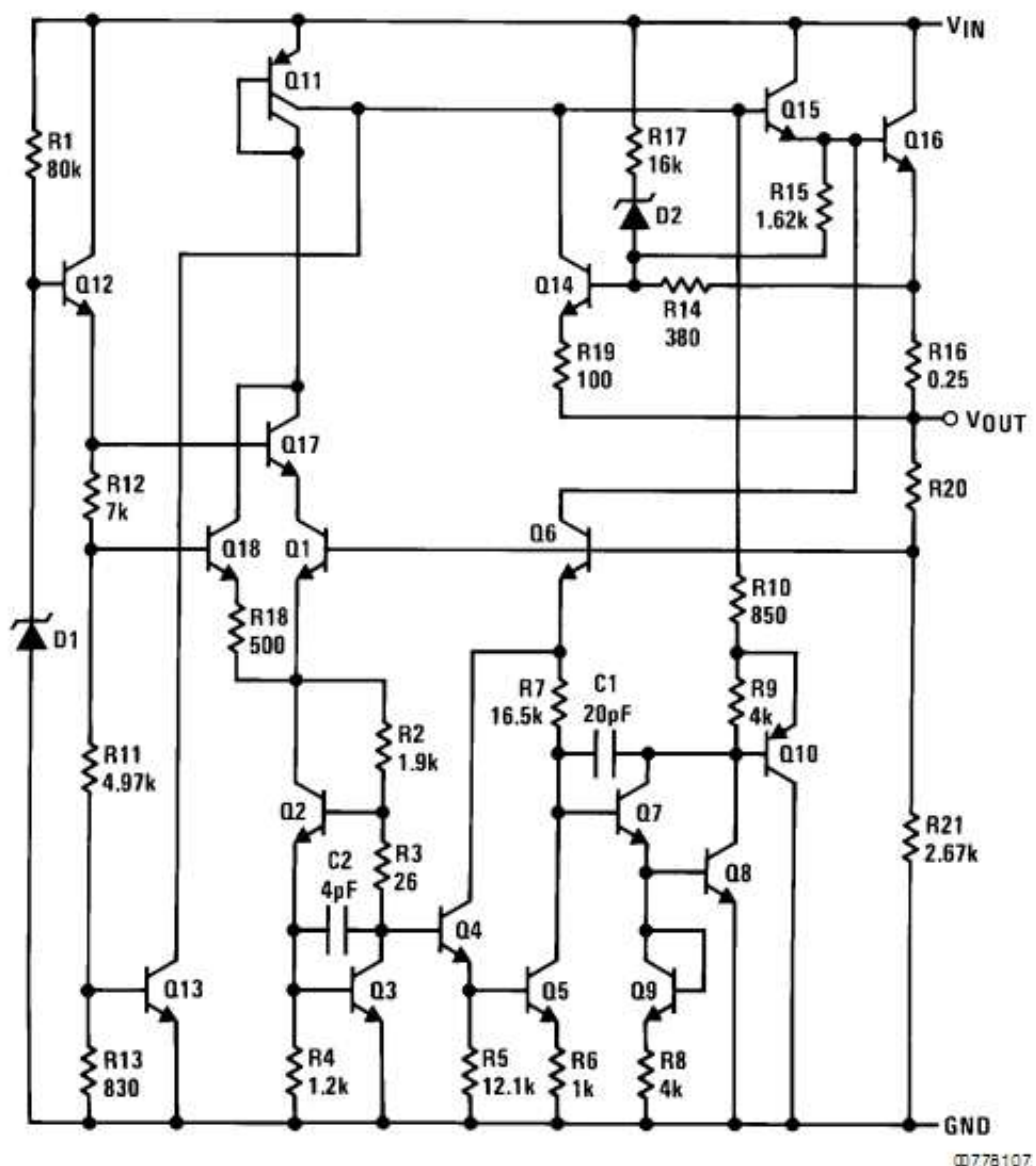 VIN
Q11
Q15
Q16
R1
80k
R17
16k
R15
1.62k
D2
Q12
Q14
R14
380
R19
100
R16
0.25
VOUT
Q17
R12
7k
R20
Q18
Q1
Q6
R10
850
R18
500
D1
R7
16.5k
C1
20pF
R9
4k
R2
1.9k
Q10
R11
4.97k
Q2
Q7
R3
26
R21
2.67k
Q8
C2
4pF
Q4
Q13
Q3
Q5
Q9
R13
830
R4
1.2k
R5
12.1k
R6
1k
R8
4k
GND
00778107